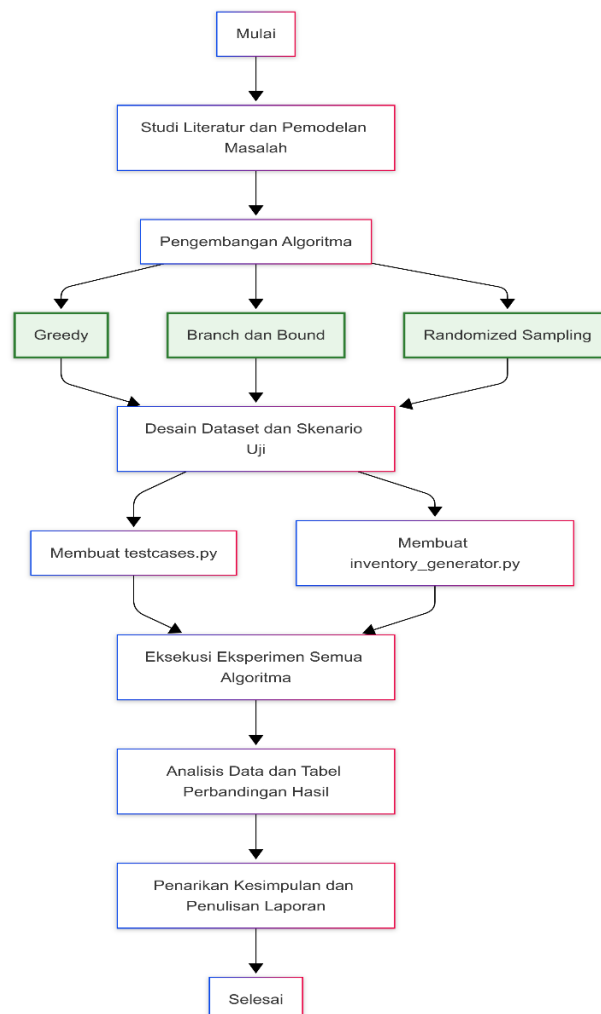 Mulai
Studi Literatur dan Pemodelan
Masalah
Pengembangan Algoritma
Greedy
Branch dan Bound
Randomized Sampling
Desain Dataset dan Skenario
Uji
Membuat testcases.py
Membuat
inventory_generator.py
Eksekusi Eksperimen Semua
Algoritma
Analisis Data dan Tabel
Perbandingan Hasil
Penarikan Kesimpulan dan
Penulisan Laporan
Selesai